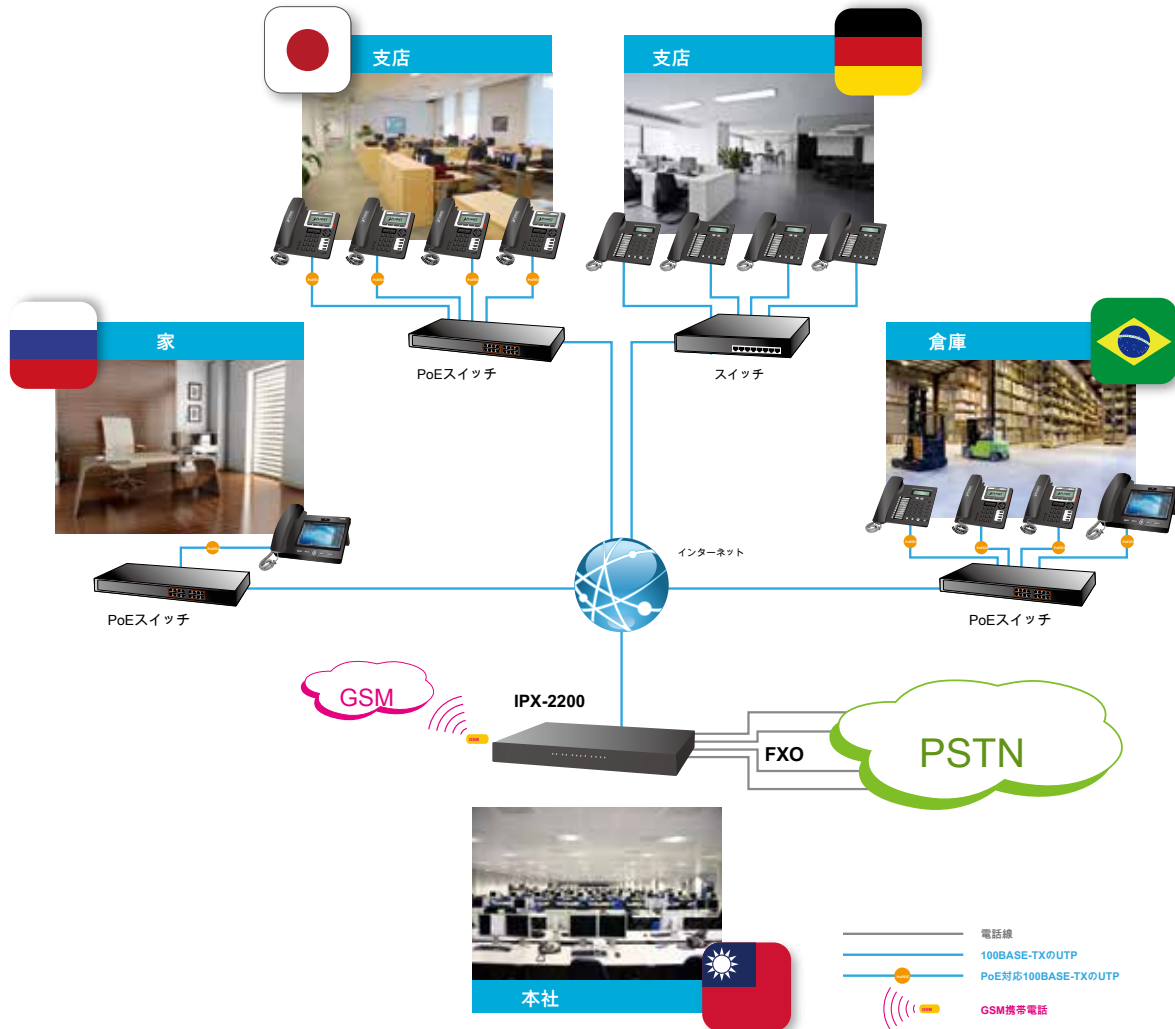 支店
支店
家
倉庫
PoEスイッチ
スイッチ
インターネット
PoEスイッチ
PoEスイッチ
GSM
IPX-2200
GSM
FXO
PSTN
電話線
100BASE-TXのUTP
PoE対応100BASE-TXのUTP
GSM
GSM携帯電話
本社